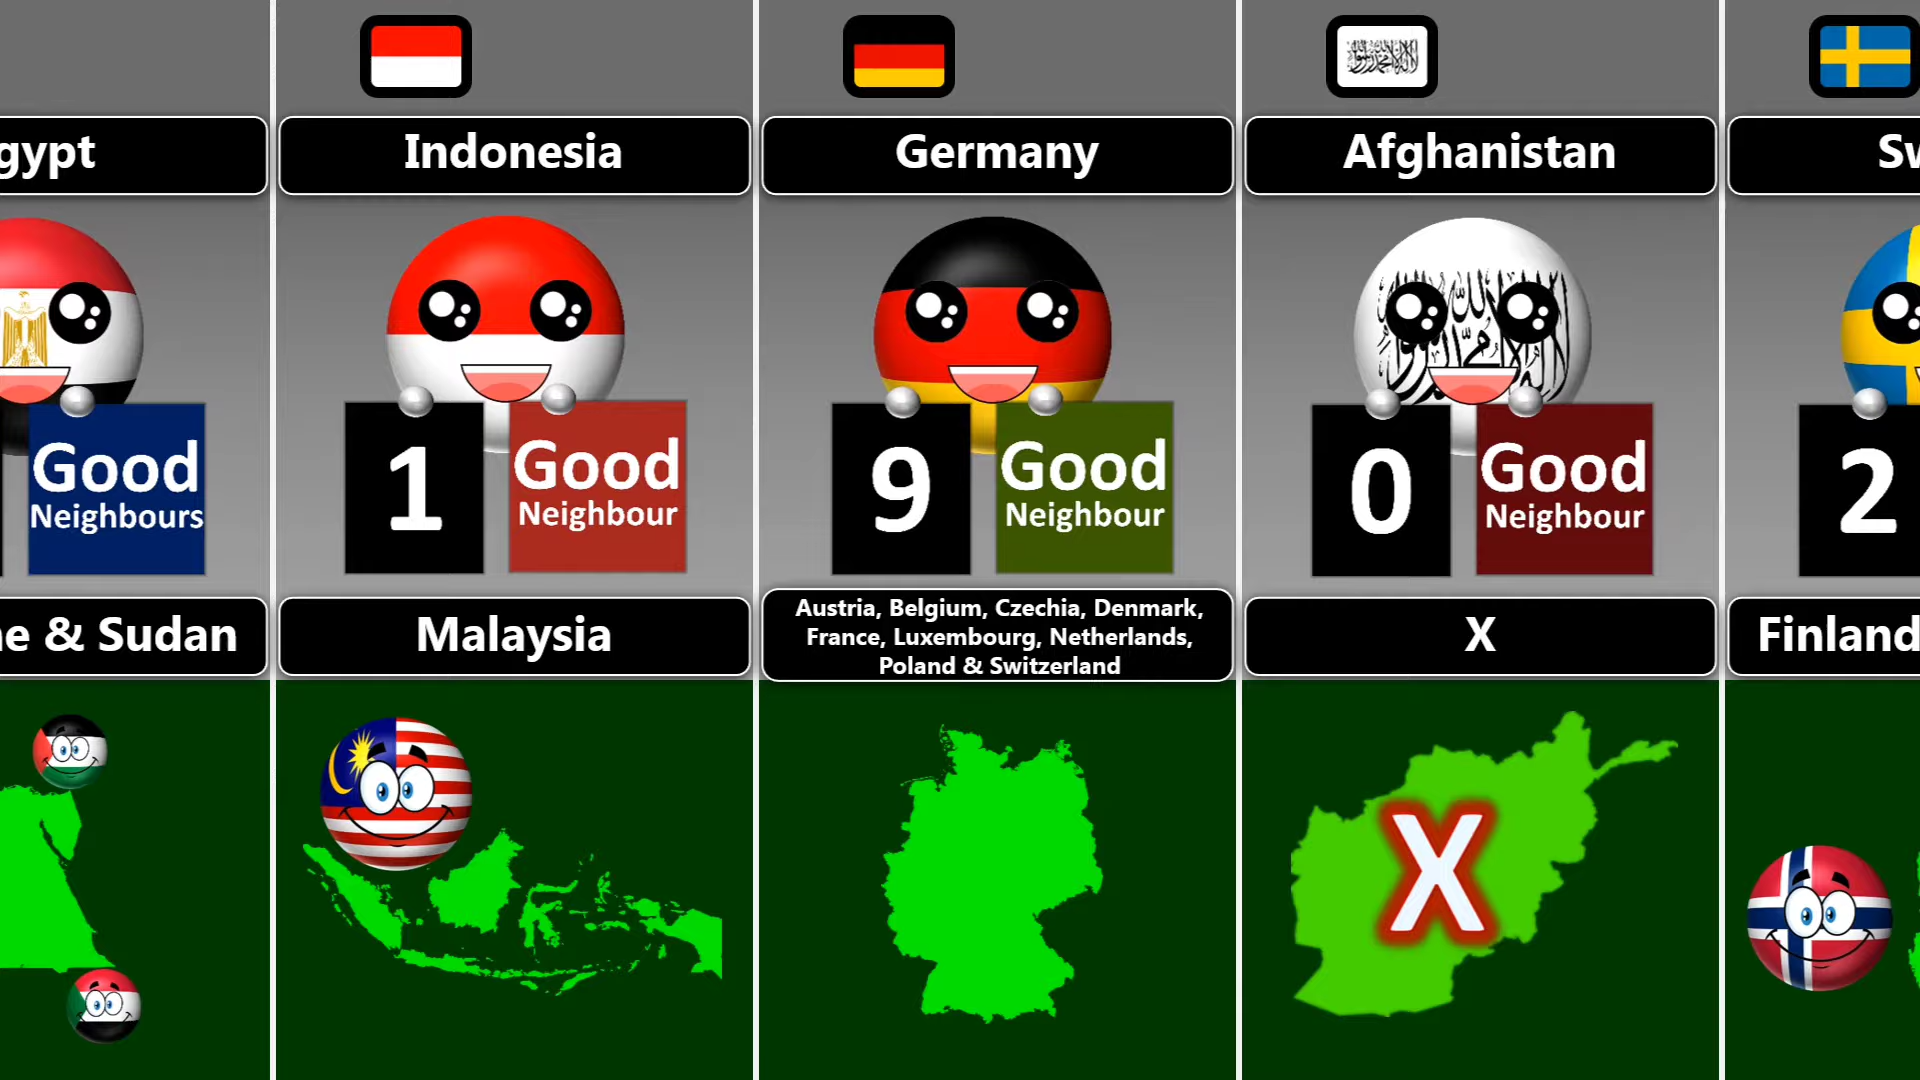 gypt
Indonesia
Germany
Afghanistan
Sw
Good
Neighbours
1
Good
Neighbour
9
Good
Neighbour
0
Good
Neighbour
2
e & Sudan
Malaysia
Austria, Belgium, Czechia, Denmark,
France, Luxembourg, Netherlands,
Poland & Switzerland
X
Finland
X